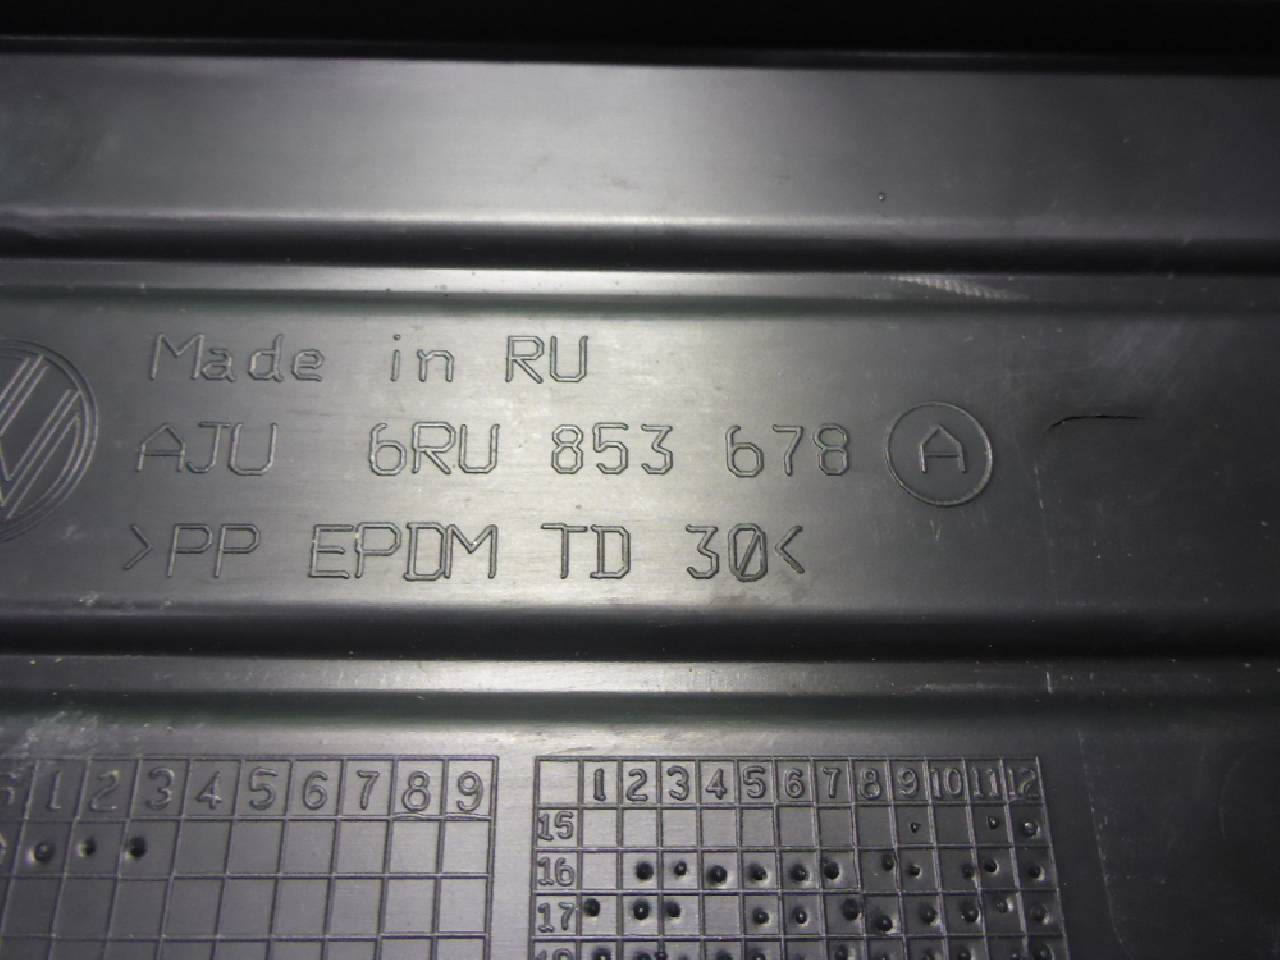 Made in RU
AJU 6RU 853 678 A
>PP EPDM TD 30<
1 2 3 4 5 6 7 8 9
1 2 3 4 5 6 7 8 9 10 11 12
15
16
17